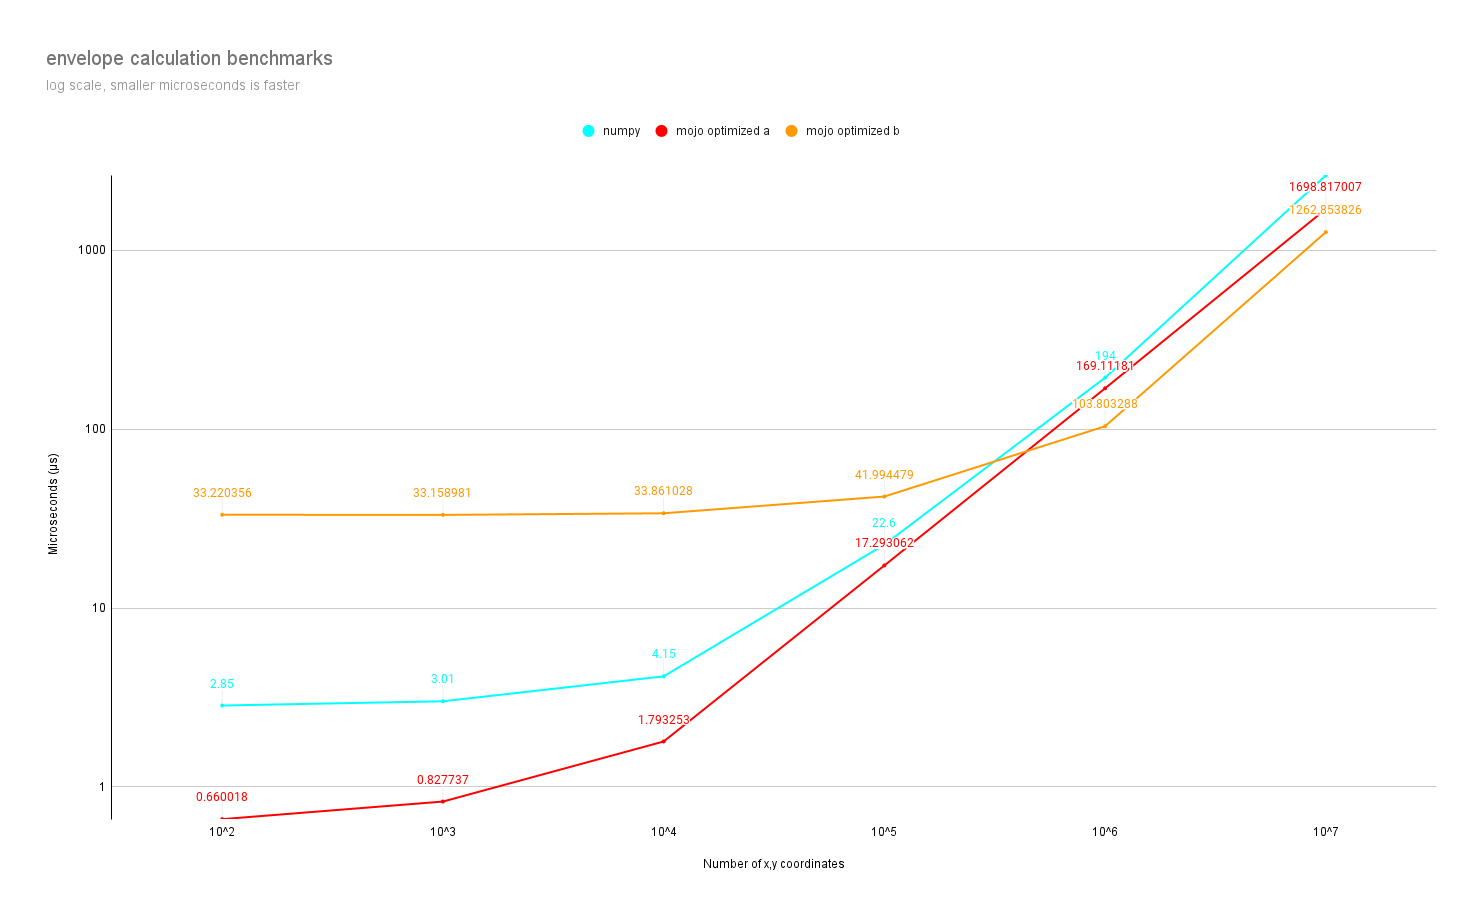 envelope calculation benchmarks
log scale, smaller microseconds is faster
numpy mojo optimized a mojo optimized b
1698.817007
1262.853826
1000
194
169.11181
103.803288
100
Microseconds (µs)
41.994479
33.220356 33.158981 33.861028
22.6
17.293062
10
4.15
2.85 3.01
1.793253
1
0.660018 0.827737
10^2 10^3 10^4 10^5 10^6 10^7
Number of x,y coordinates